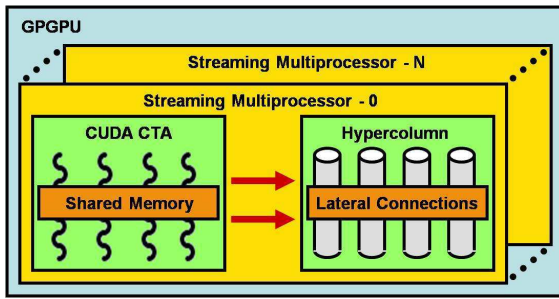 GPGPU
Streaming Multiprocessor - N
Streaming Multiprocessor - 0
CUDA CTA
Hypercolumn
Shared Memory
Lateral Connections